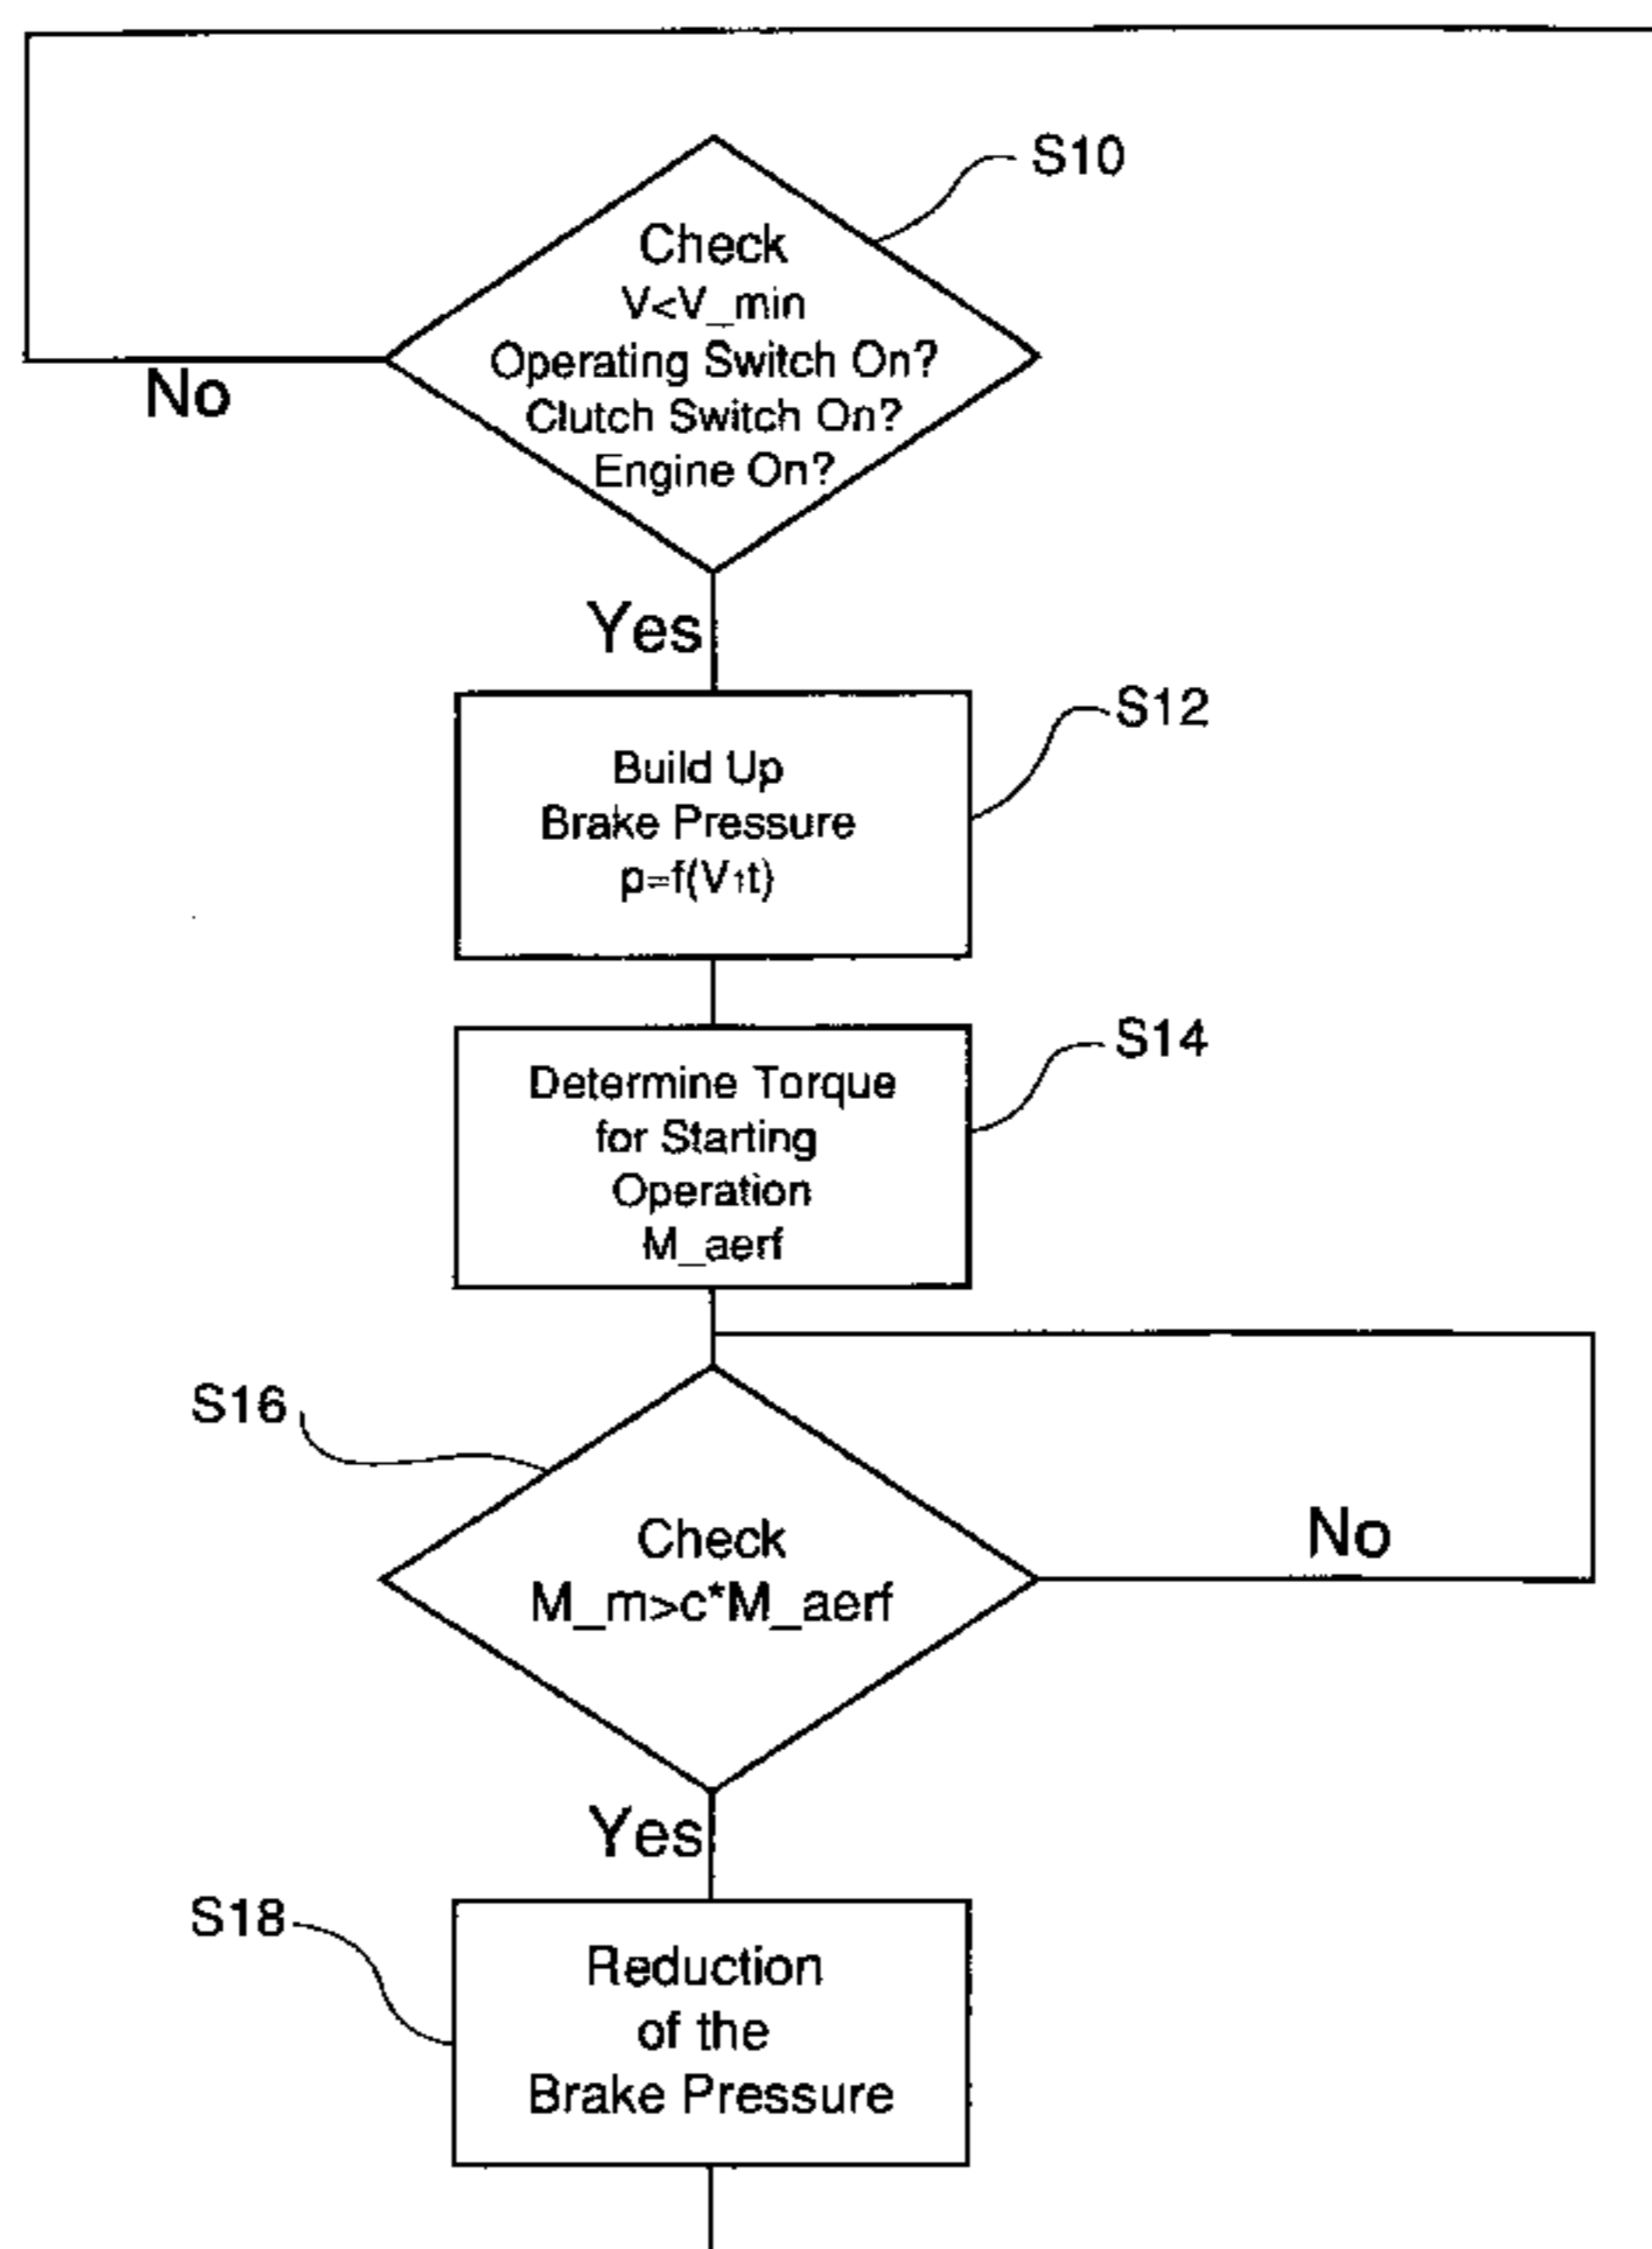 S10
Check
V<V_min
Operating Switch On?
Clutch Switch On?
Engine On?
No
Yes
S12
Build Up
Brake Pressure
p=f(V1t)
S14
Determine Torque
for Starting
Operation
M_aerf
S16
Check
M_m>c*M_aerf
No
Yes
S18
Reduction
of the
Brake Pressure